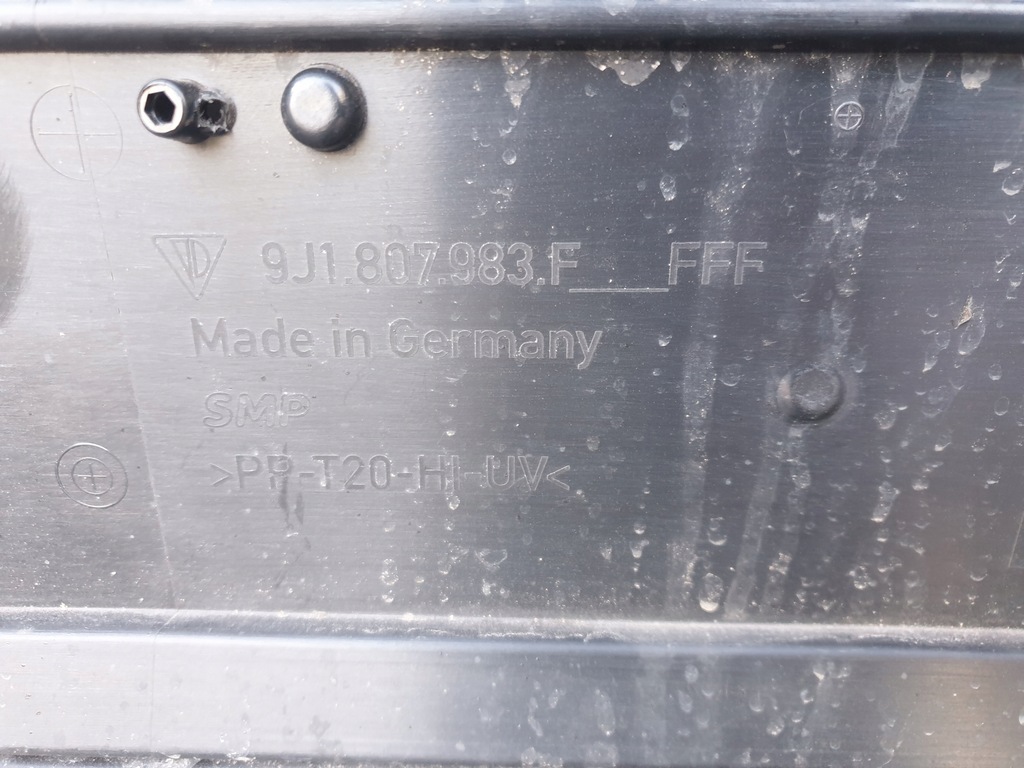 9J1.807.983.F___FFF
Made in Germany
SMP
>PP-T20-HI-UV<